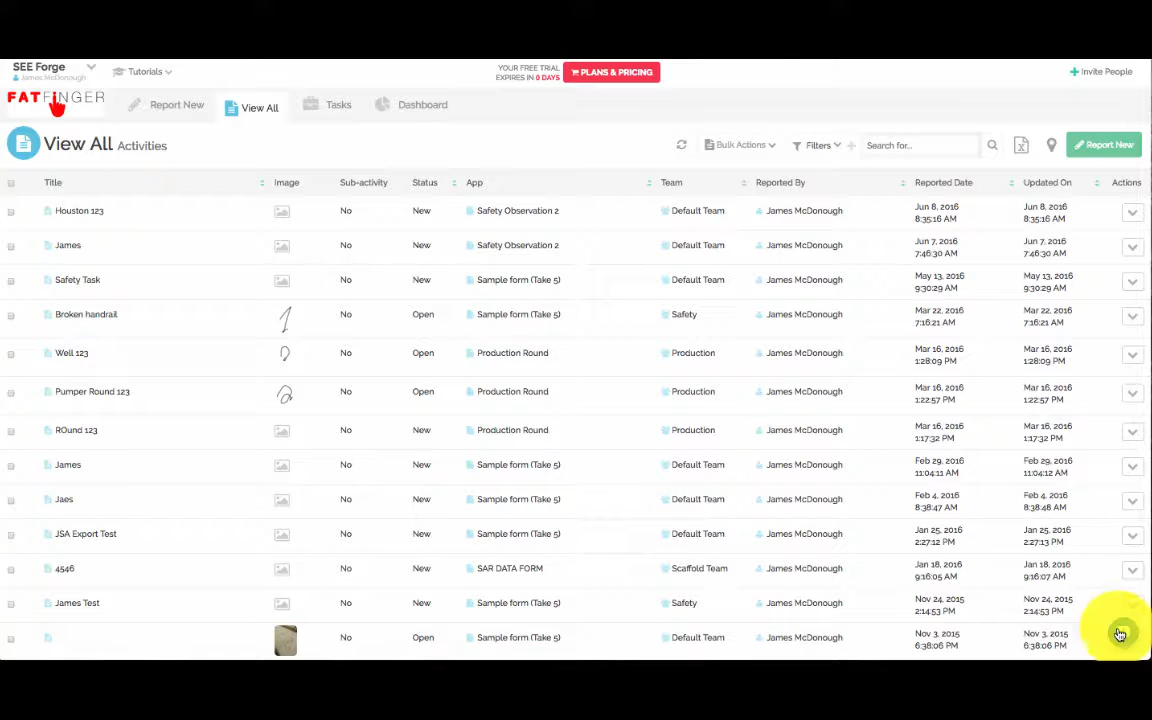 SEE Forge
James McDonough
Tutorials
YOUR FREE TRIAL
EXPIRES IN 0 DAYS
PLANS & PRICING
Invite People
FATFINGER
Report New
View All
Tasks
Dashboard
View All Activities
Bulk Actions
Filters
Search for...
Report New
Title Image Sub-activity Status App Team Reported By Reported Date Updated On Actions
Houston 123 No New Safety Observation 2 Default Team James McDonough Jun 8, 2016 8:35:16 AM Jun 8, 2016 8:35:16 AM
James No New Safety Observation 2 Default Team James McDonough Jun 7, 2016 7:46:30 AM Jun 7, 2016 7:46:30 AM
Safety Task No New Sample form (Take 5) Default Team James McDonough May 13, 2016 9:30:29 AM May 13, 2016 9:30:29 AM
Broken handrail No Open Sample form (Take 5) Safety James McDonough Mar 22, 2016 7:16:21 AM Mar 22, 2016 7:16:21 AM
Well 123 No Open Production Round Production James McDonough Mar 16, 2016 1:28:09 PM Mar 16, 2016 1:28:09 PM
Pumper Round 123 No Open Production Round Production James McDonough Mar 16, 2016 1:22:57 PM Mar 16, 2016 1:22:57 PM
ROund 123 No New Production Round Production James McDonough Mar 16, 2016 1:17:32 PM Mar 16, 2016 1:17:32 PM
James No New Sample form (Take 5) Default Team James McDonough Feb 29, 2016 11:04:11 AM Feb 29, 2016 11:04:12 AM
Jaes No New Sample form (Take 5) Default Team James McDonough Feb 4, 2016 8:38:47 AM Feb 4, 2016 8:38:48 AM
JSA Export Test No New Sample form (Take 5) Default Team James McDonough Jan 25, 2016 2:27:12 PM Jan 25, 2016 2:27:13 PM
4546 No New SAR DATA FORM Scaffold Team James McDonough Jan 18, 2016 9:16:05 AM Jan 18, 2016 9:16:07 AM
James Test No New Sample form (Take 5) Safety James McDonough Nov 24, 2015 2:14:53 PM Nov 24, 2015 2:14:53 PM
No Open Sample form (Take 5) Default Team James McDonough Nov 3, 2015 6:38:06 PM Nov 3, 2015 6:38:06 PM